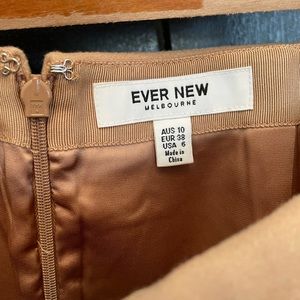 EVER NEW
MELBOURNE
AUS 10
EUR 38
USA 6
Made in
China